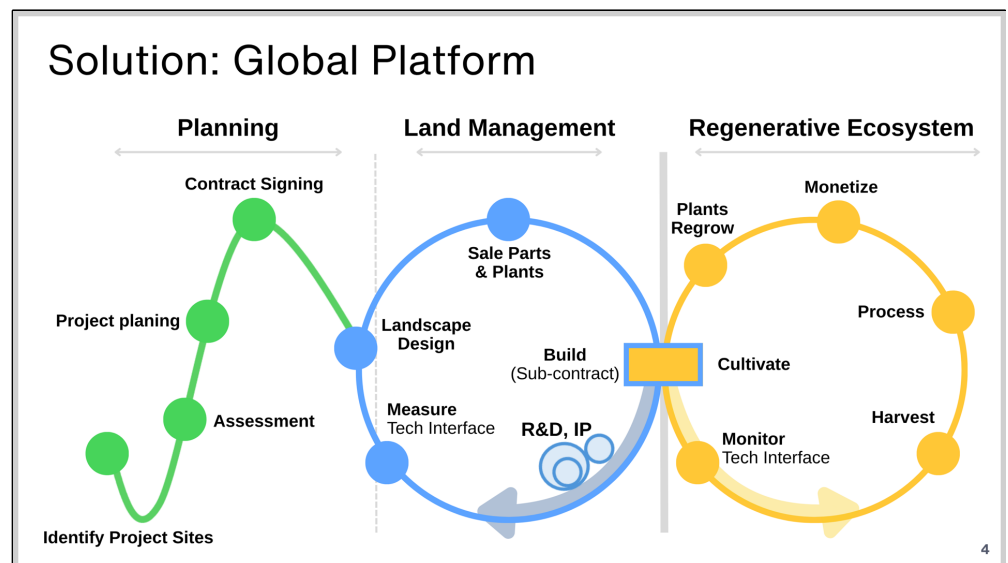 Solution: Global Platform
Planning
Land Management
Regenerative Ecosystem
Contract Signing
Project planing
Assessment
Identify Project Sites
Sale Parts
& Plants
Landscape
Design
Build
(Sub-contract)
Measure
Tech Interface
R&D, IP
Plants
Regrow
Monetize
Process
Cultivate
Harvest
Monitor
Tech Interface
4